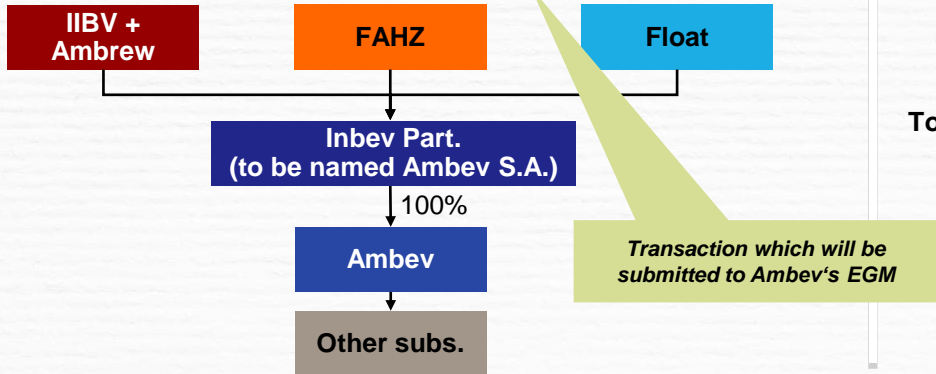 IIBV +
Ambrew
FAHZ
Float
Inbev Part.
(to be named Ambev S.A.)
100%
Ambev
Transaction which will be
submitted to Ambev‘s EGM
Other subs.
To